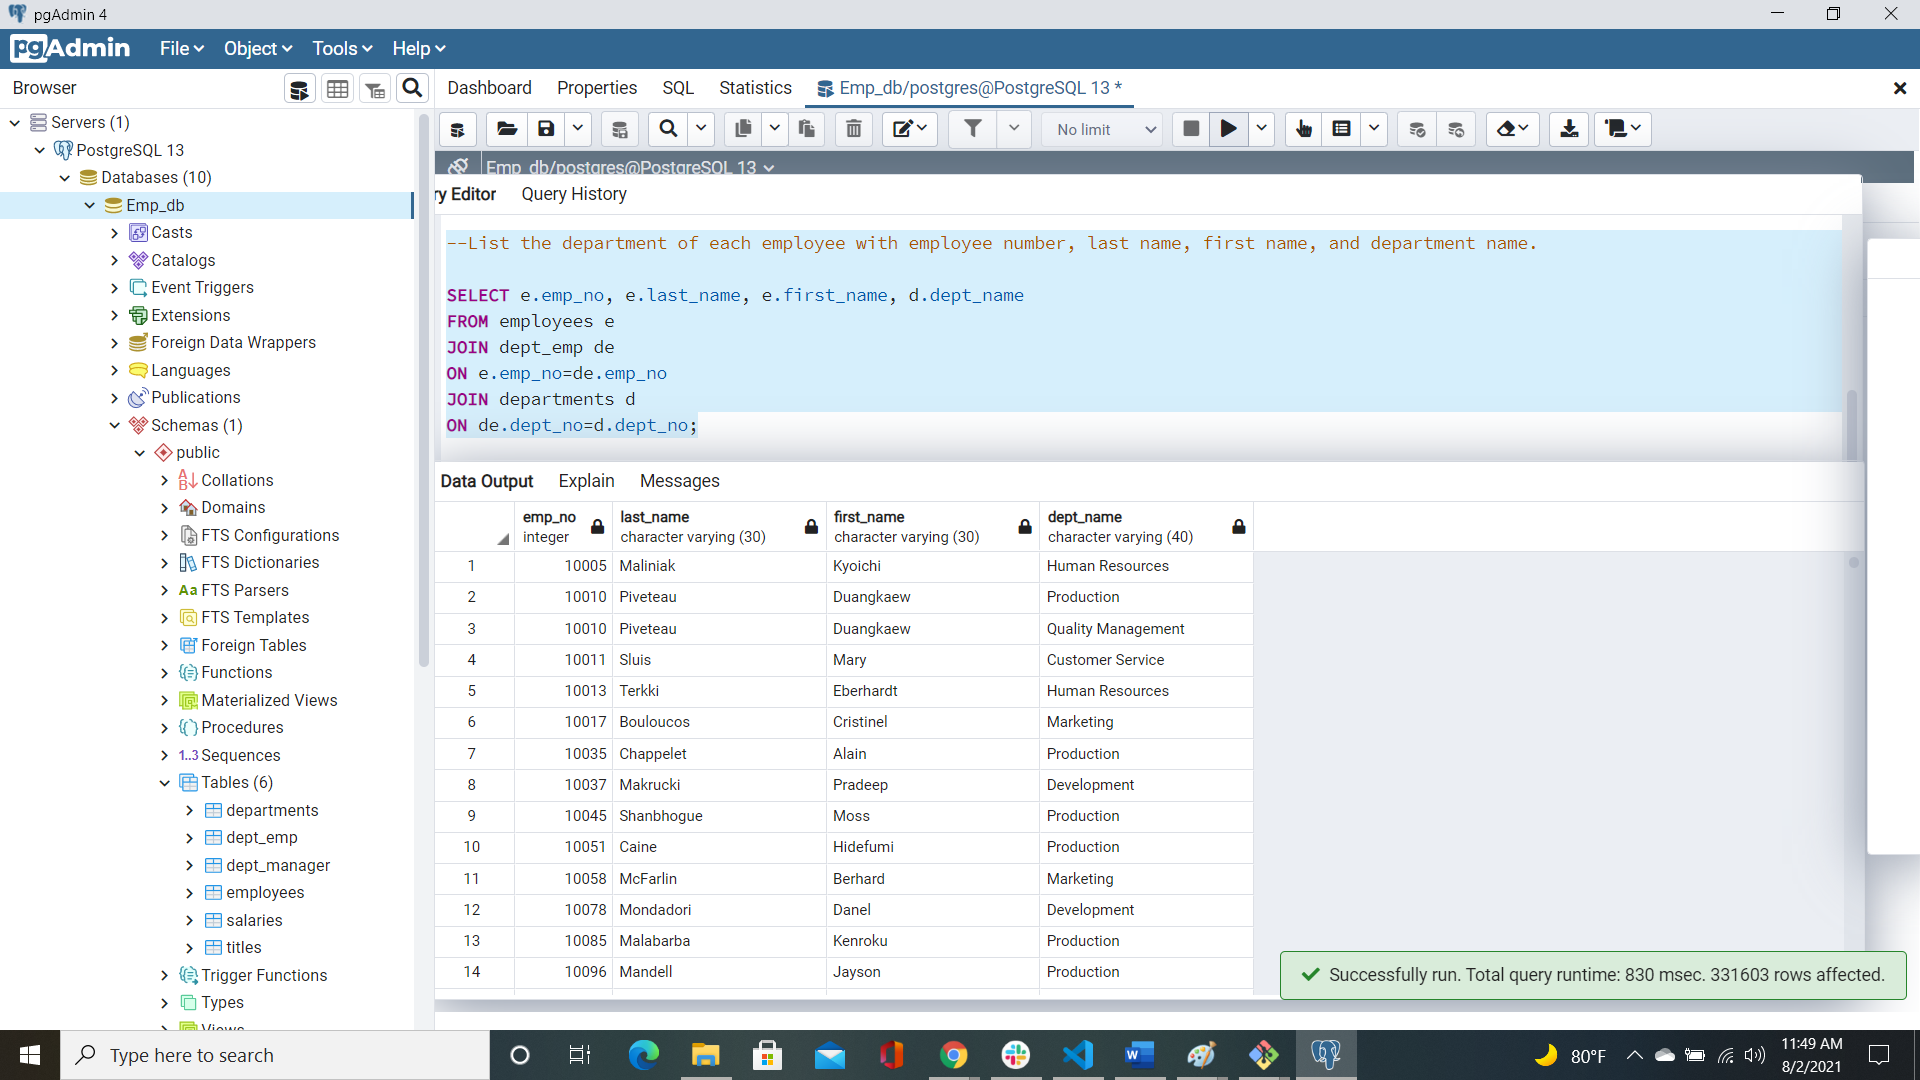 pgAdmin 4
pgAdmin File Object Tools Help
Browser
Dashboard Properties SQL Statistics Emp_db/postgres@PostgreSQL 13 *
No limit
Emp_db/postgres@PostgreSQL 13
ry Editor Query History
Servers (1)
PostgreSQL 13
Databases (10)
Emp_db
Casts
Catalogs
Event Triggers
Extensions
Foreign Data Wrappers
Languages
Publications
Schemas (1)
public
Collations
Domains
FTS Configurations
FTS Dictionaries
Aa FTS Parsers
FTS Templates
Foreign Tables
Functions
Materialized Views
Procedures
1..3 Sequences
Tables (6)
departments
dept_emp
dept_manager
employees
salaries
titles
Trigger Functions
Types
Views
--List the department of each employee with employee number, last name, first name, and department name.
SELECT e.emp_no, e.last_name, e.first_name, d.dept_name
FROM employees e
JOIN dept_emp de
ON e.emp_no=de.emp_no
JOIN departments d
ON de.dept_no=d.dept_no;
Data Output Explain Messages
emp_no last_name first_name dept_name
integer character varying (30) character varying (30) character varying (40)
1 10005 Maliniak Kyoichi Human Resources
2 10010 Piveteau Duangkaew Production
3 10010 Piveteau Duangkaew Quality Management
4 10011 Sluis Mary Customer Service
5 10013 Terkki Eberhardt Human Resources
6 10017 Bouloucos Cristinel Marketing
7 10035 Chappelet Alain Production
8 10037 Makrucki Pradeep Development
9 10045 Shanbhogue Moss Production
10 10051 Caine Hidefumi Production
11 10058 McFarlin Berhard Marketing
12 10078 Mondadori Danel Development
13 10085 Malabarba Kenroku Production
14 10096 Mandell Jayson Production
Successfully run. Total query runtime: 830 msec. 331603 rows affected.
Type here to search
80°F
11:49 AM
8/2/2021